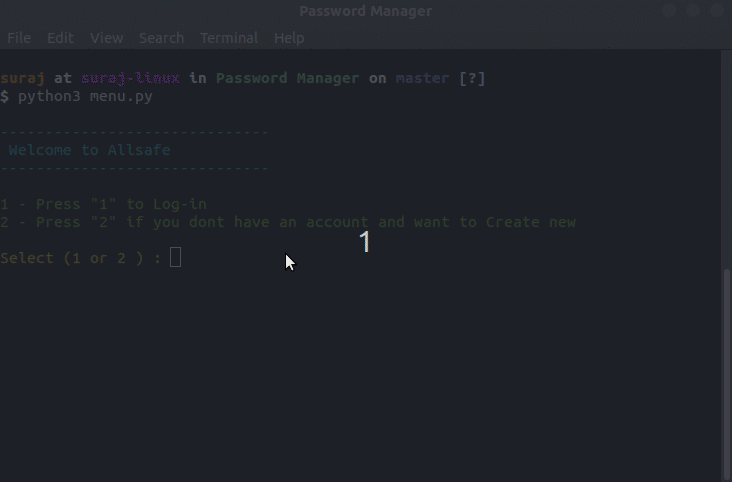 Password Manager
File Edit View Search Terminal Help
suraj at suraj-linux in Password Manager on master [?]
$ python3 menu.py
------------------------------
Welcome to Allsafe
------------------------------
1 - Press "1" to Log-in
2 - Press "2" if you dont have an account and want to Create new
1
Select (1 or 2 ) :